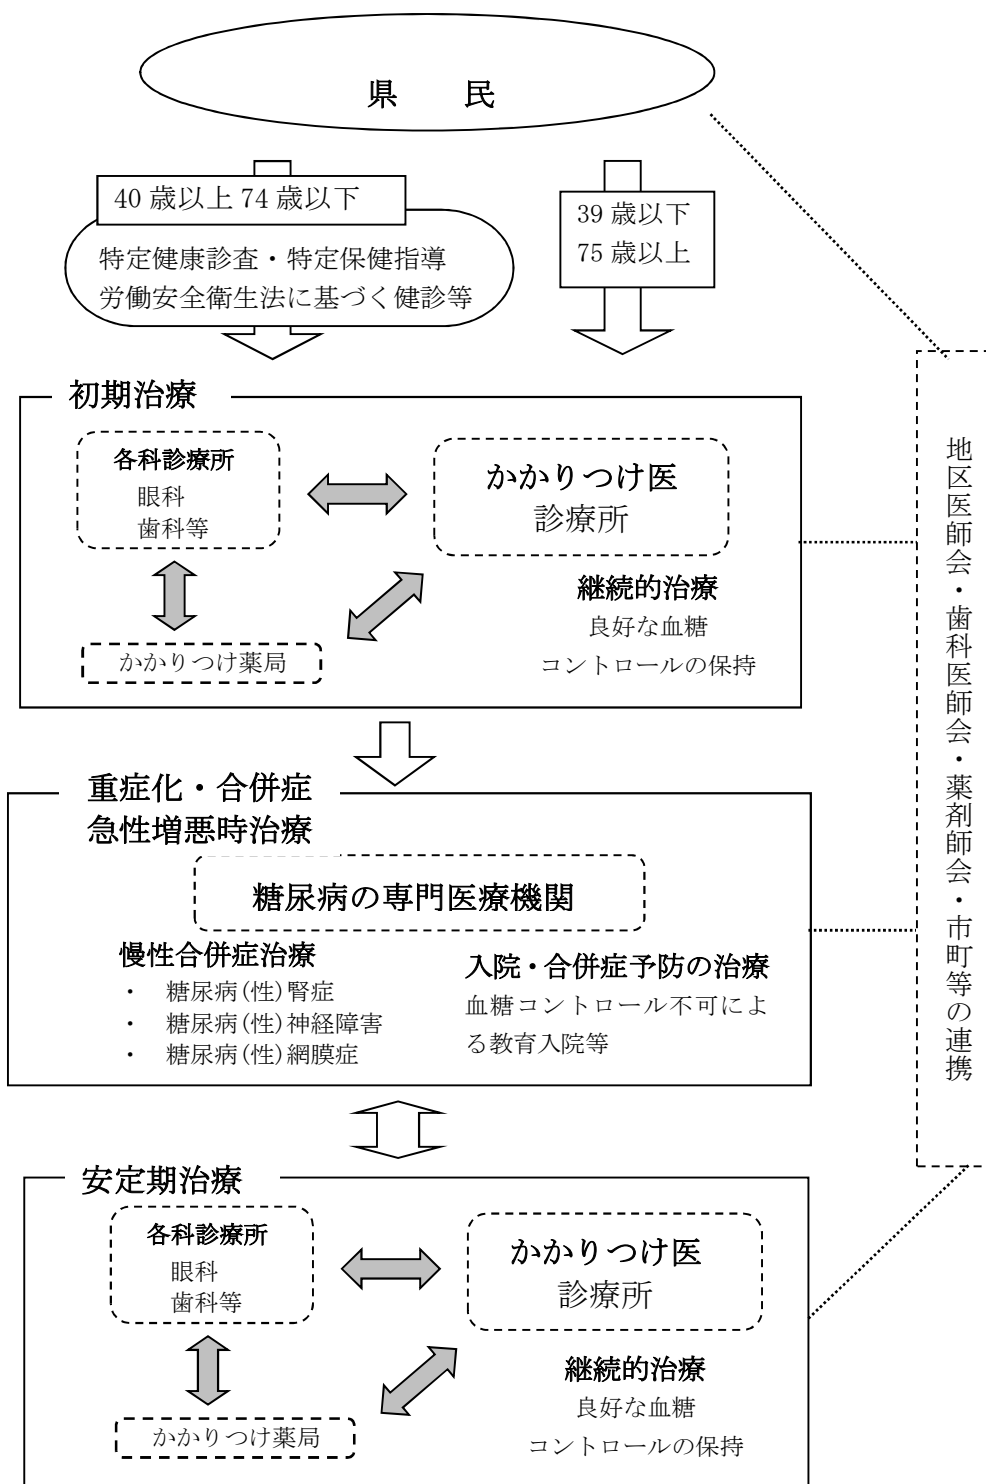 県　　民
40 歳以上 74 歳以下
特定健康診査・特定保健指導
労働安全衛生法に基づく健診等
39 歳以下
75 歳以上
初期治療
各科診療所
眼科
歯科等
かかりつけ医
診療所
継続的治療
良好な血糖
コントロールの保持
かかりつけ薬局
重症化・合併症
急性増悪時治療
糖尿病の専門医療機関
慢性合併症治療
・　糖尿病(性)腎症
・　糖尿病(性)神経障害
・　糖尿病(性)網膜症
入院・合併症予防の治療
血糖コントロール不可によ
る教育入院等
安定期治療
各科診療所
眼科
歯科等
かかりつけ医
診療所
継続的治療
良好な血糖
コントロールの保持
かかりつけ薬局
地区医師会・歯科医師会・薬剤師会・市町等の連携